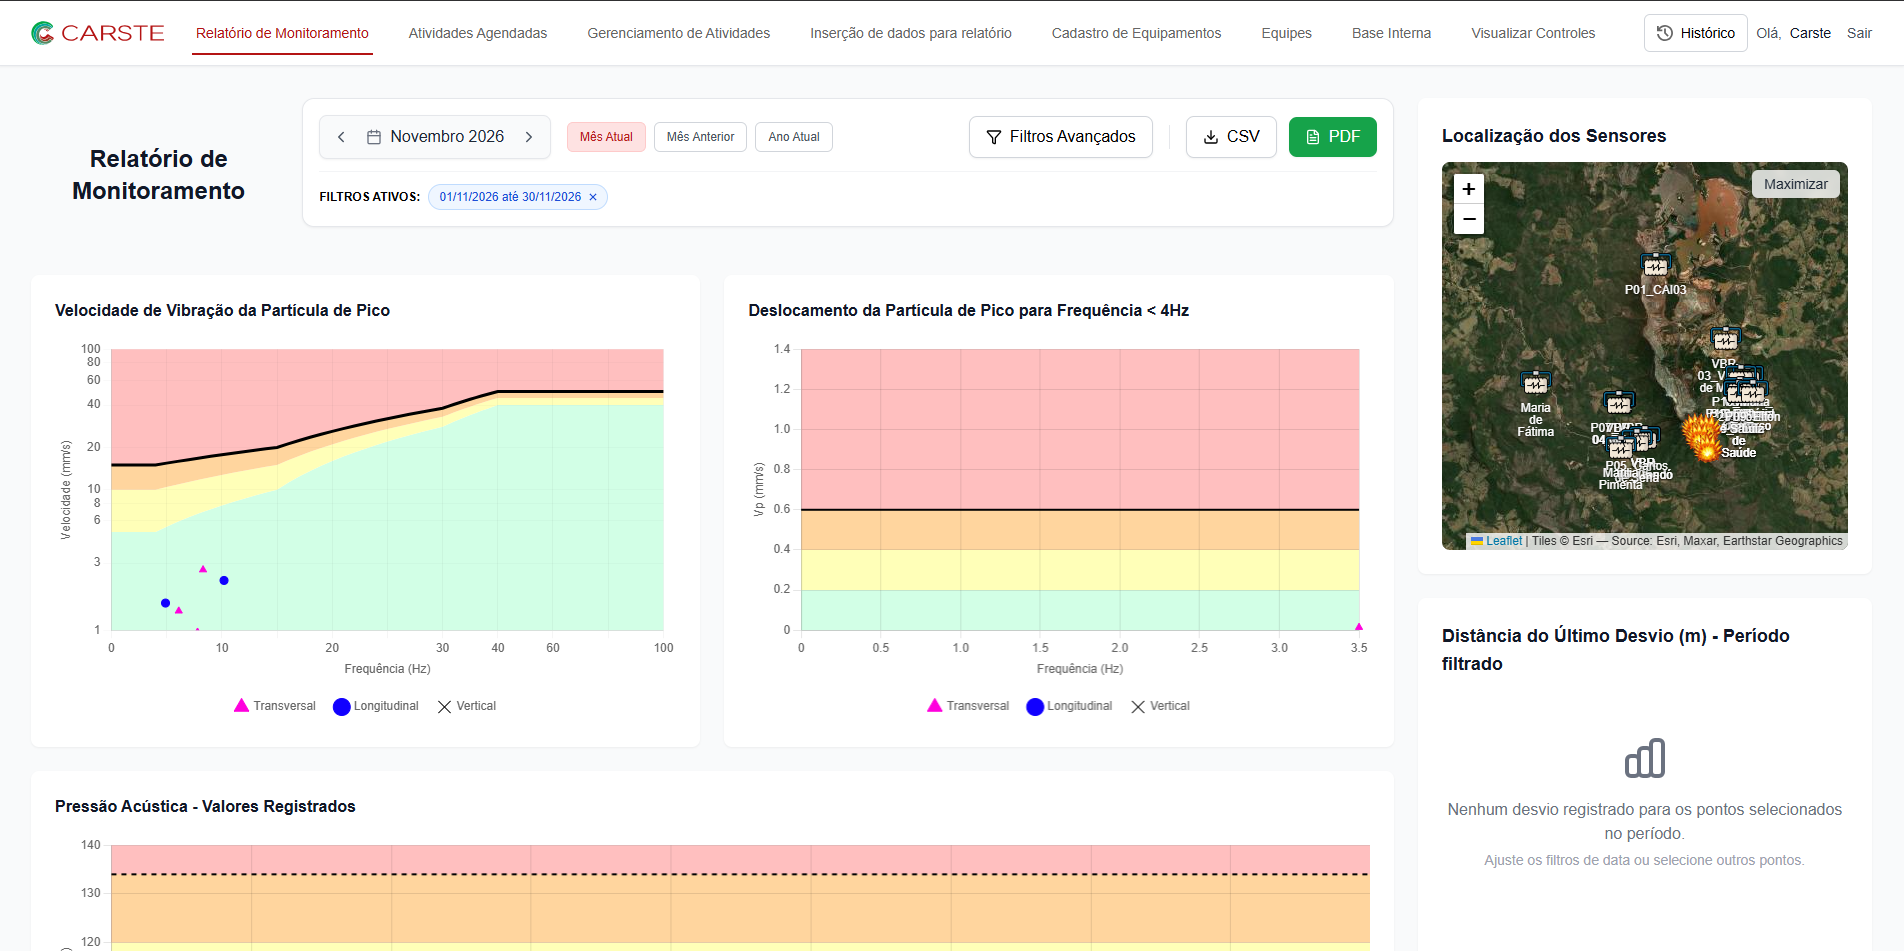 CARSTE
Relatório de Monitoramento
Atividades Agendadas
Gerenciamento de Atividades
Inserção de dados para relatório
Cadastro de Equipamentos
Equipes
Base Interna
Visualizar Controles
Histórico
Olá, Carste
Sair
Relatório de
Monitoramento
Novembro 2026
Mês Atual
Mês Anterior
Ano Atual
Filtros Avançados
CSV
PDF
FILTROS ATIVOS:
01/11/2026 até 30/11/2026 ×
Velocidade de Vibração da Partícula de Pico
100
80
60
40
20
10
8
6
3
1
Velocidade (mm/s)
0 10 20 30 40 60 100
Frequência (Hz)
Transversal Longitudinal Vertical
Deslocamento da Partícula de Pico para Frequência < 4Hz
1.4
1.2
1.0
0.8
0.6
0.4
0.2
0
Vp (mm/s)
0 0.5 1.0 1.5 2.0 2.5 3.0 3.5
Frequência (Hz)
Transversal Longitudinal Vertical
Pressão Acústica - Valores Registrados
140
130
120
Localização dos Sensores
+
−
Maximizar
P01_CAI03
VBR
Maria
de
Fátima
de
Saúde
Pimenta
Leaflet | Tiles © Esri — Source: Esri, Maxar, Earthstar Geographics
Distância do Último Desvio (m) - Período
filtrado
Nenhum desvio registrado para os pontos selecionados
no período.
Ajuste os filtros de data ou selecione outros pontos.